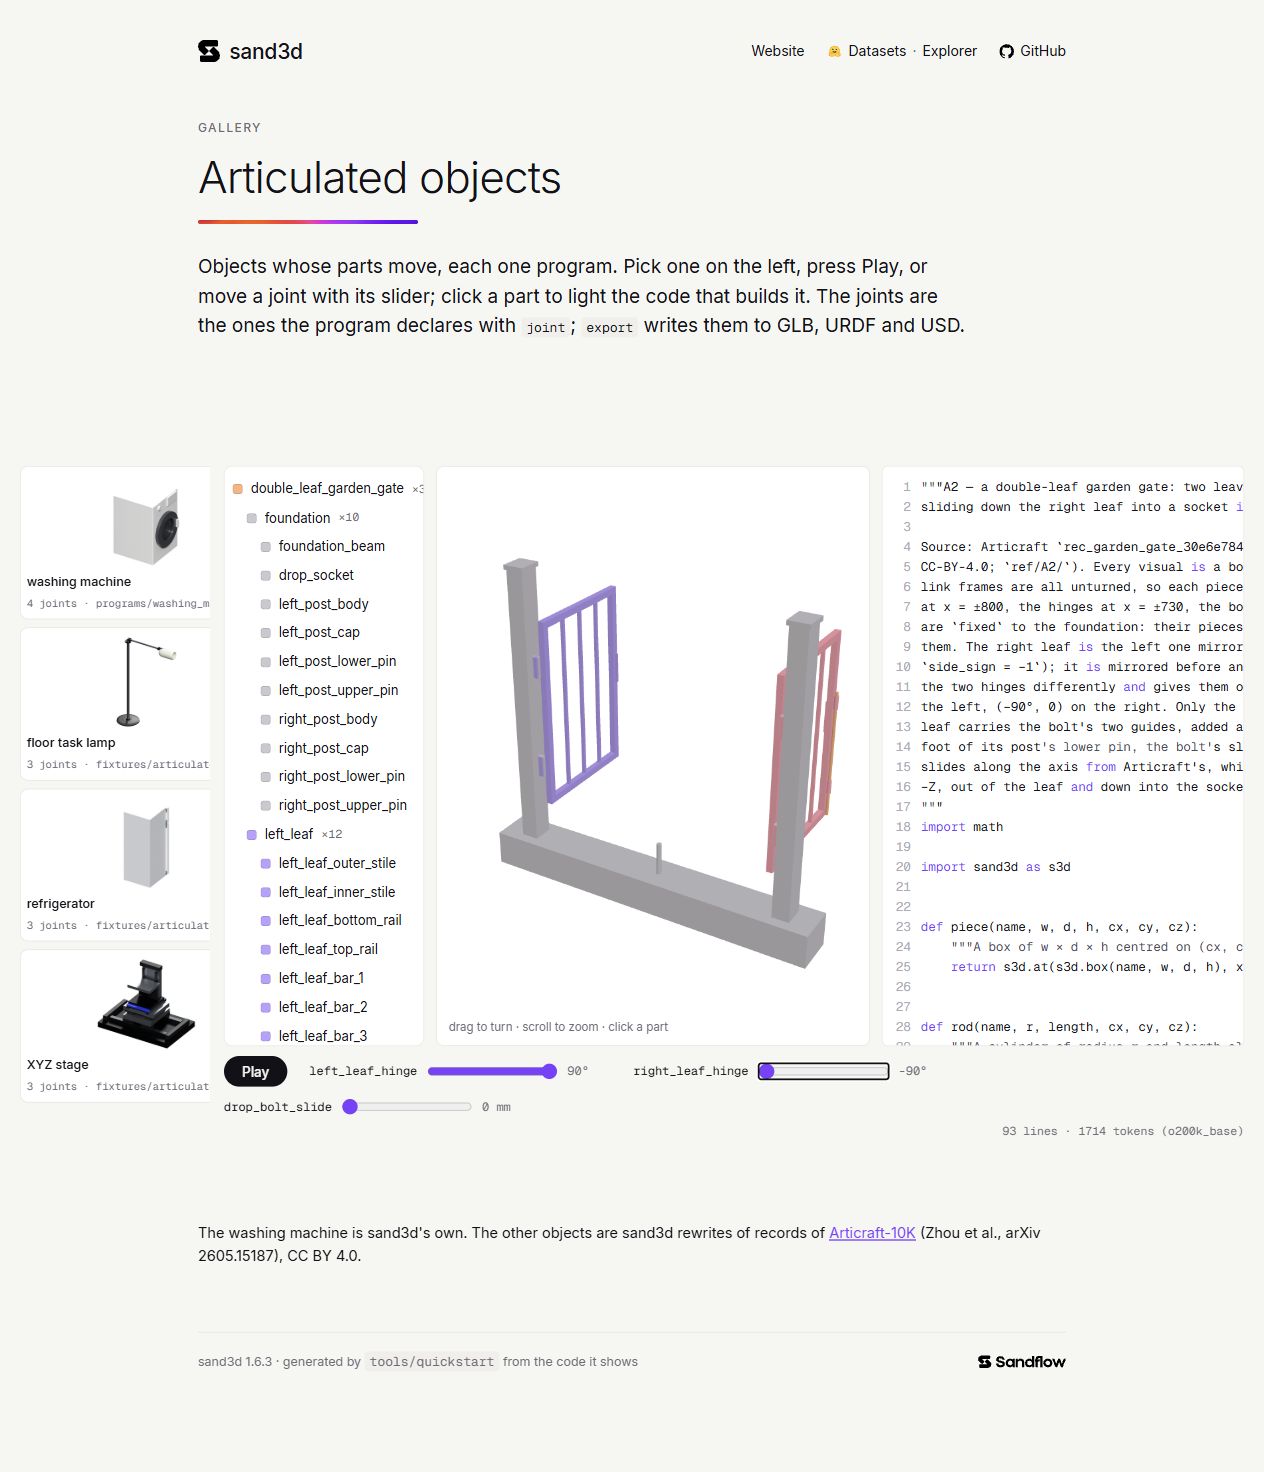 sand3d
Website
Datasets · Explorer
GitHub
GALLERY
Articulated objects
Objects whose parts move, each one program. Pick one on the left, press Play, or
move a joint with its slider; click a part to light the code that builds it. The joints are
the ones the program declares with joint; export writes them to GLB, URDF and USD.
washing machine
4 joints · programs/washing_m
floor task lamp
3 joints · fixtures/articulat
refrigerator
3 joints · fixtures/articulat
XYZ stage
3 joints · fixtures/articulat
double_leaf_garden_gate ×3
foundation ×10
foundation_beam
drop_socket
left_post_body
left_post_cap
left_post_lower_pin
left_post_upper_pin
right_post_body
right_post_cap
right_post_lower_pin
right_post_upper_pin
left_leaf ×12
left_leaf_outer_stile
left_leaf_inner_stile
left_leaf_bottom_rail
left_leaf_top_rail
left_leaf_bar_1
left_leaf_bar_2
left_leaf_bar_3
drag to turn · scroll to zoom · click a part
1 """A2 — a double-leaf garden gate: two leav
2 sliding down the right leaf into a socket i
3
4 Source: Articraft `rec_garden_gate_30e6e784
5 CC-BY-4.0; `ref/A2/`). Every visual is a bo
6 link frames are all unturned, so each piece
7 at x = ±800, the hinges at x = ±730, the bo
8 are `fixed` to the foundation: their pieces
9 them. The right leaf is the left one mirror
10 `side_sign = −1`); it is mirrored before an
11 the two hinges differently and gives them o
12 the left, (−90°, 0) on the right. Only the
13 leaf carries the bolt's two guides, added a
14 foot of its post's lower pin, the bolt's sl
15 slides along the axis from Articraft's, whi
16 −Z, out of the leaf and down into the socke
17 """
18 import math
19
20 import sand3d as s3d
21
22
23 def piece(name, w, d, h, cx, cy, cz):
24 """A box of w × d × h centred on (cx, c
25 return s3d.at(s3d.box(name, w, d, h), x
26
27
28 def rod(name, r, length, cx, cy, cz):
Play
left_leaf_hinge 90°
right_leaf_hinge −90°
drop_bolt_slide 0 mm
93 lines · 1714 tokens (o200k_base)
The washing machine is sand3d's own. The other objects are sand3d rewrites of records of Articraft-10K (Zhou et al., arXiv
2605.15187), CC BY 4.0.
sand3d 1.6.3 · generated by tools/quickstart from the code it shows
Sandflow